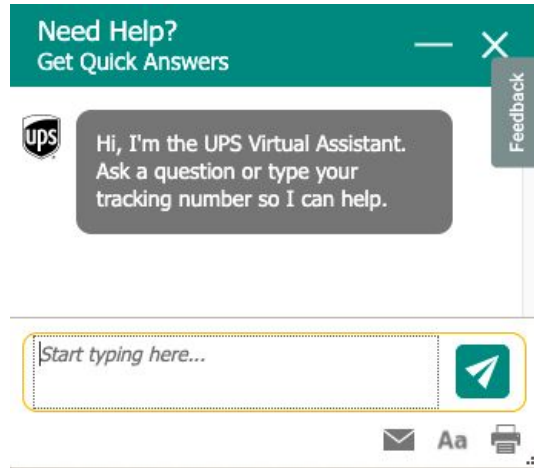 Need Help?
Get Quick Answers
Feedback
ups
Hi, I'm the UPS Virtual Assistant.
Ask a question or type your
tracking number so I can help.
Start typing here...
Aa